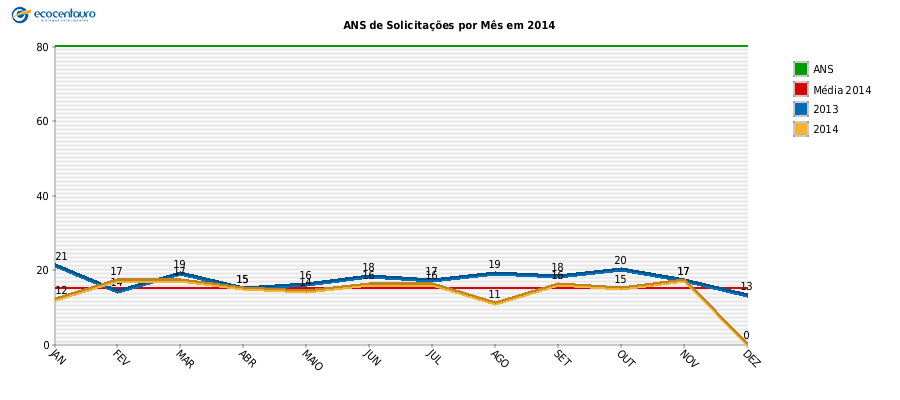 ecocentauro
ANS de Solicitações por Mês em 2014
80
60
40
20
0
ANS
Média 2014
2013
2014
21 14 19 15 16 18 17 19 18 20 17 13
12 17 17 15 14 16 16 11 16 15 17 0
JAN FEV MAR ABR MAIO JUN JUL AGO SET OUT NOV DEZ